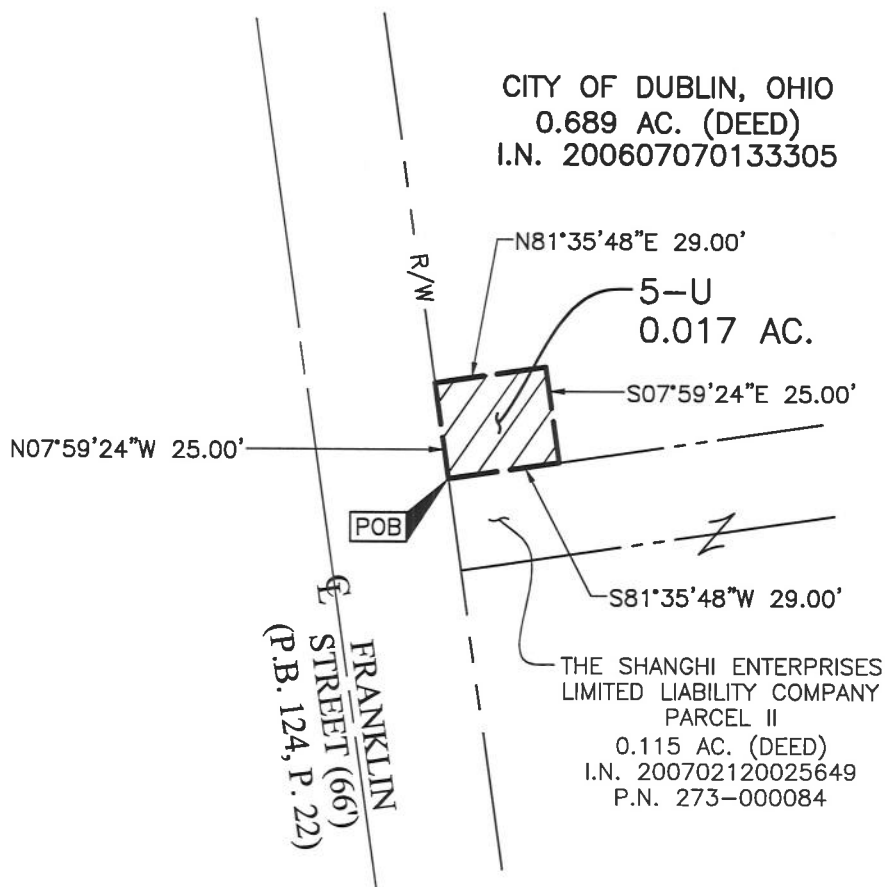 CITY OF DUBLIN, OHIO
0.689 AC. (DEED)
I.N. 200607070133305
N81°35'48"E 29.00'
R/W
5-U
0.017 AC.
S07°59'24"E 25.00'
N07°59'24"W 25.00'
POB
Z
S81°35'48"W 29.00'
℄
FRANKLIN
STREET (66')
(P.B. 124, P. 22)
THE SHANGHI ENTERPRISES
LIMITED LIABILITY COMPANY
PARCEL II
0.115 AC. (DEED)
I.N. 200702120025649
P.N. 273-000084